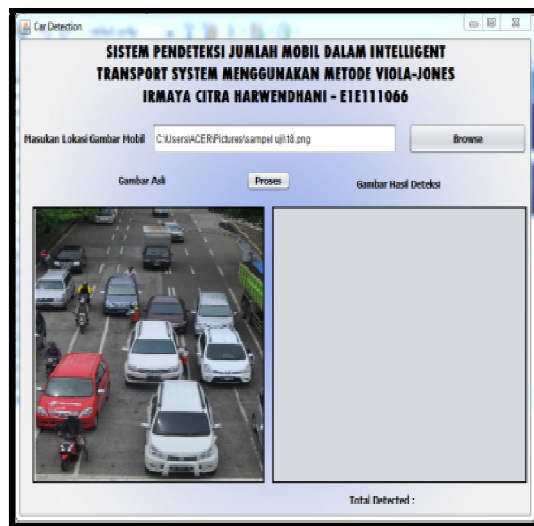 Car Detection
SISTEM PENDETEKSI JUMLAH MOBIL DALAM INTELLIGENT
TRANSPORT SYSTEM MENGGUNAKAN METODE VIOLA-JONES
IRMAYA CITRA HARWENDHANI - E1E111066
Masukan Lokasi Gambar Mobil C:\Users\ACER\Pictures\sampel uji\18.png Browse
Gambar Asli Proses Gambar Hasil Deteksi
Total Detected :